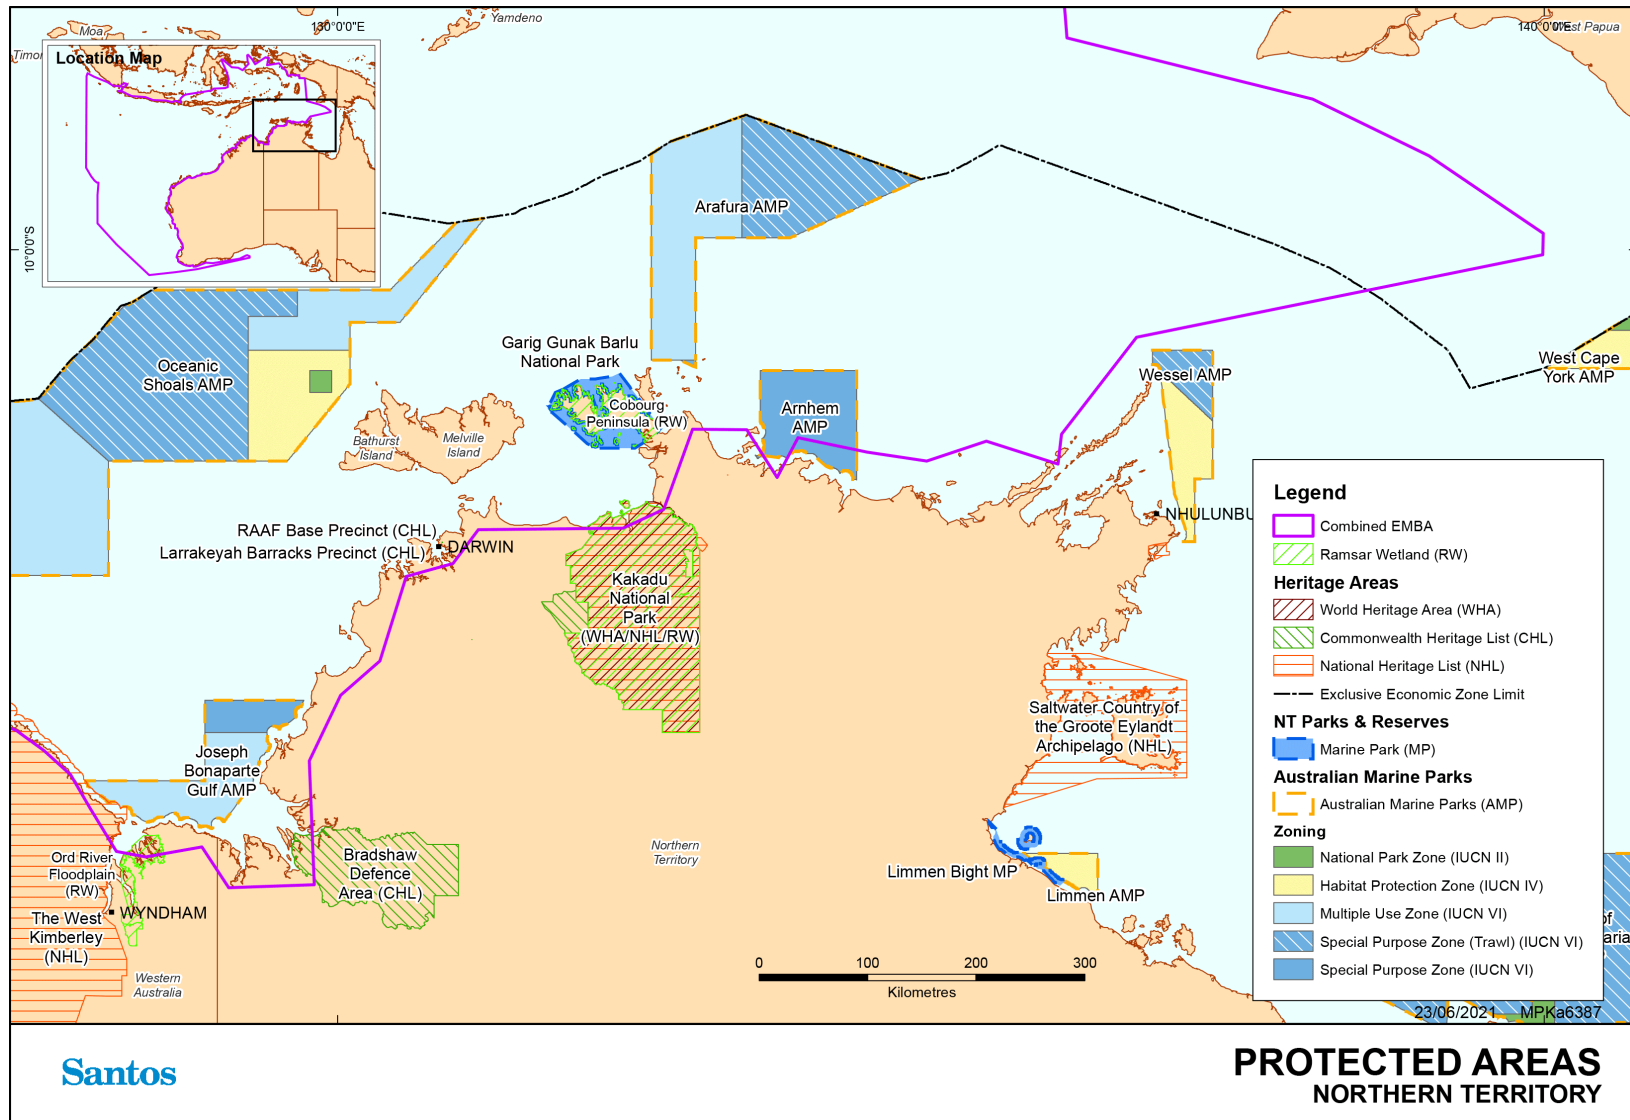 Moa
130°0'0"E
Yamdeno
140°0'0"E
West Papua
Timor
Location Map
10°0'0"S
Arafura AMP
Garig Gunak Barlu
National Park
Oceanic
Shoals AMP
West Cape
York AMP
Wessel AMP
Cobourg
Peninsula (RW)
Arnhem
AMP
Bathurst
Island
Melville
Island
RAAF Base Precinct (CHL)
Larrakeyah Barracks Precinct (CHL)
DARWIN
NHULUNBU
Kakadu
National
Park
(WHA/NHL/RW)
Saltwater Country of
the Groote Eylandt
Archipelago (NHL)
Joseph
Bonaparte
Gulf AMP
Northern
Territory
Bradshaw
Defence
Area (CHL)
Ord River
Floodplain
(RW)
WYNDHAM
The West
Kimberley
(NHL)
Western
Australia
Limmen Bight MP
Limmen AMP
0 100 200 300
Kilometres
Legend
Combined EMBA
Ramsar Wetland (RW)
Heritage Areas
World Heritage Area (WHA)
Commonwealth Heritage List (CHL)
National Heritage List (NHL)
Exclusive Economic Zone Limit
NT Parks & Reserves
Marine Park (MP)
Australian Marine Parks
Australian Marine Parks (AMP)
Zoning
National Park Zone (IUCN II)
Habitat Protection Zone (IUCN IV)
Multiple Use Zone (IUCN VI)
Special Purpose Zone (Trawl) (IUCN VI)
Special Purpose Zone (IUCN VI)
of
aria
23/06/2021 MPKa6387
Santos
PROTECTED AREAS
NORTHERN TERRITORY